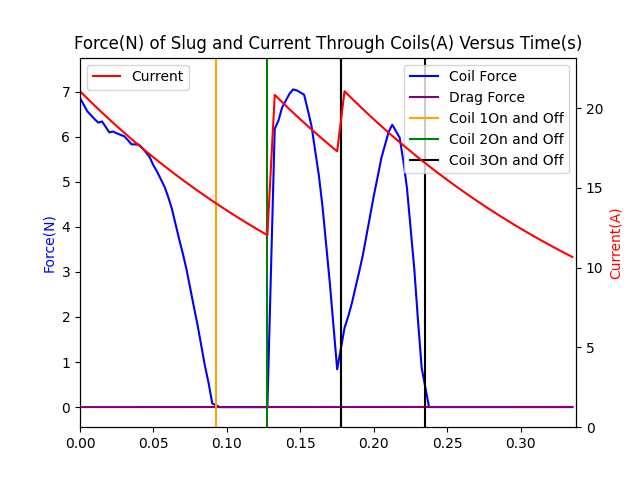 Force(N) of Slug and Current Through Coils(A) Versus Time(s)
Current
Coil Force
Drag Force
Coil 1On and Off
Coil 2On and Off
Coil 3On and Off
Force(N)
7
6
5
4
3
2
1
0
Current(A)
20
15
10
5
0
0.00 0.05 0.10 0.15 0.20 0.25 0.30